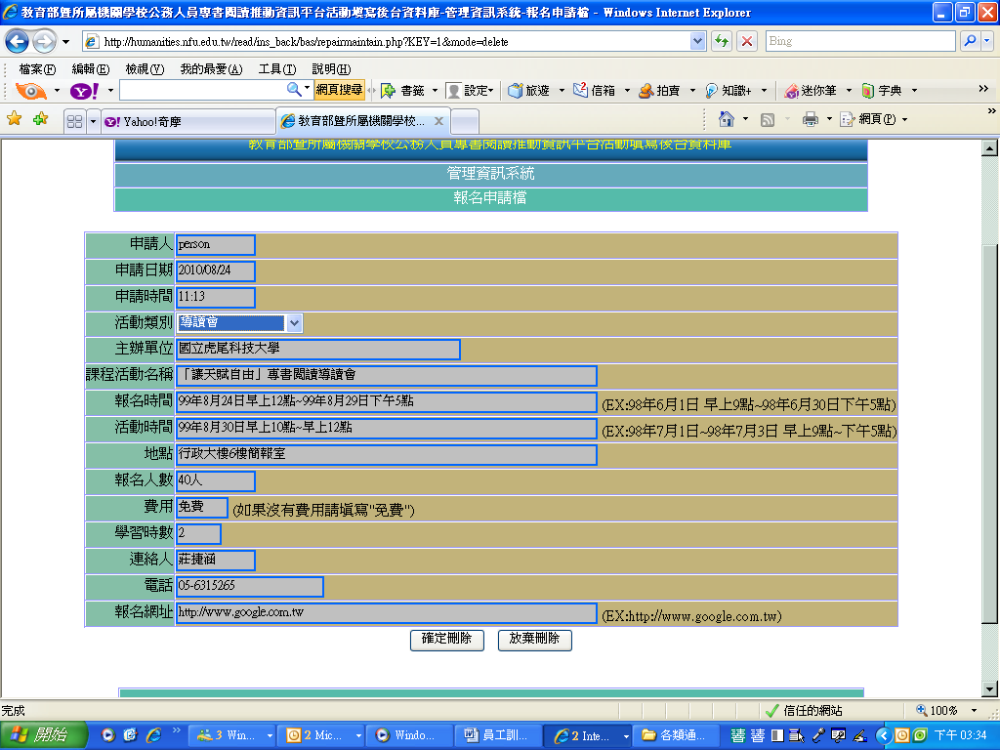 教育部暨所屬機關學校公務人員專書閱讀推動資訊平台活動填寫後台資料庫-管理資訊系統-報名申請檔 - Windows Internet Explorer
http://humanities.nfu.edu.tw/read/ins_back/bas/repairmaintain.php?KEY=1&mode=delete
Bing
檔案(F) 編輯(E) 檢視(V) 我的最愛(A) 工具(T) 說明(H)
Y! 網頁搜尋 書籤 設定 旅遊 信箱 拍賣 知識+ 迷你筆 字典 »
Y! Yahoo!奇摩 教育部暨所屬機關學校... X 網頁(P) »
教育部暨所屬機關學校公務人員專書閱讀推動資訊平台活動填寫後台資料庫
管理資訊系統
報名申請檔
申請人 person
申請日期 2010/08/24
申請時間 11:13
活動類別 導讀會
主辦單位 國立虎尾科技大學
課程活動名稱 「讓天賦自由」專書閱讀導讀會
報名時間 99年8月24日早上12點~99年8月29日下午5點 (EX:98年6月1日 早上9點~98年6月30日下午5點)
活動時間 99年8月30日早上10點~早上12點 (EX:98年7月1日~98年7月3日 早上9點~下午5點)
地點 行政大樓6樓簡報室
報名人數 40人
費用 免費 (如果沒有費用請填寫"免費")
學習時數 2
連絡人 莊捷涵
電話 05-6315265
報名網址 http://www.google.com.tw (EX:http://www.google.com.tw)
確定刪除 放棄刪除
完成 信任的網站 100%
開始 » 3 Win... 2 Mic... Windo... 員工訓... 2 Inte... 各類通... 下午 03:34